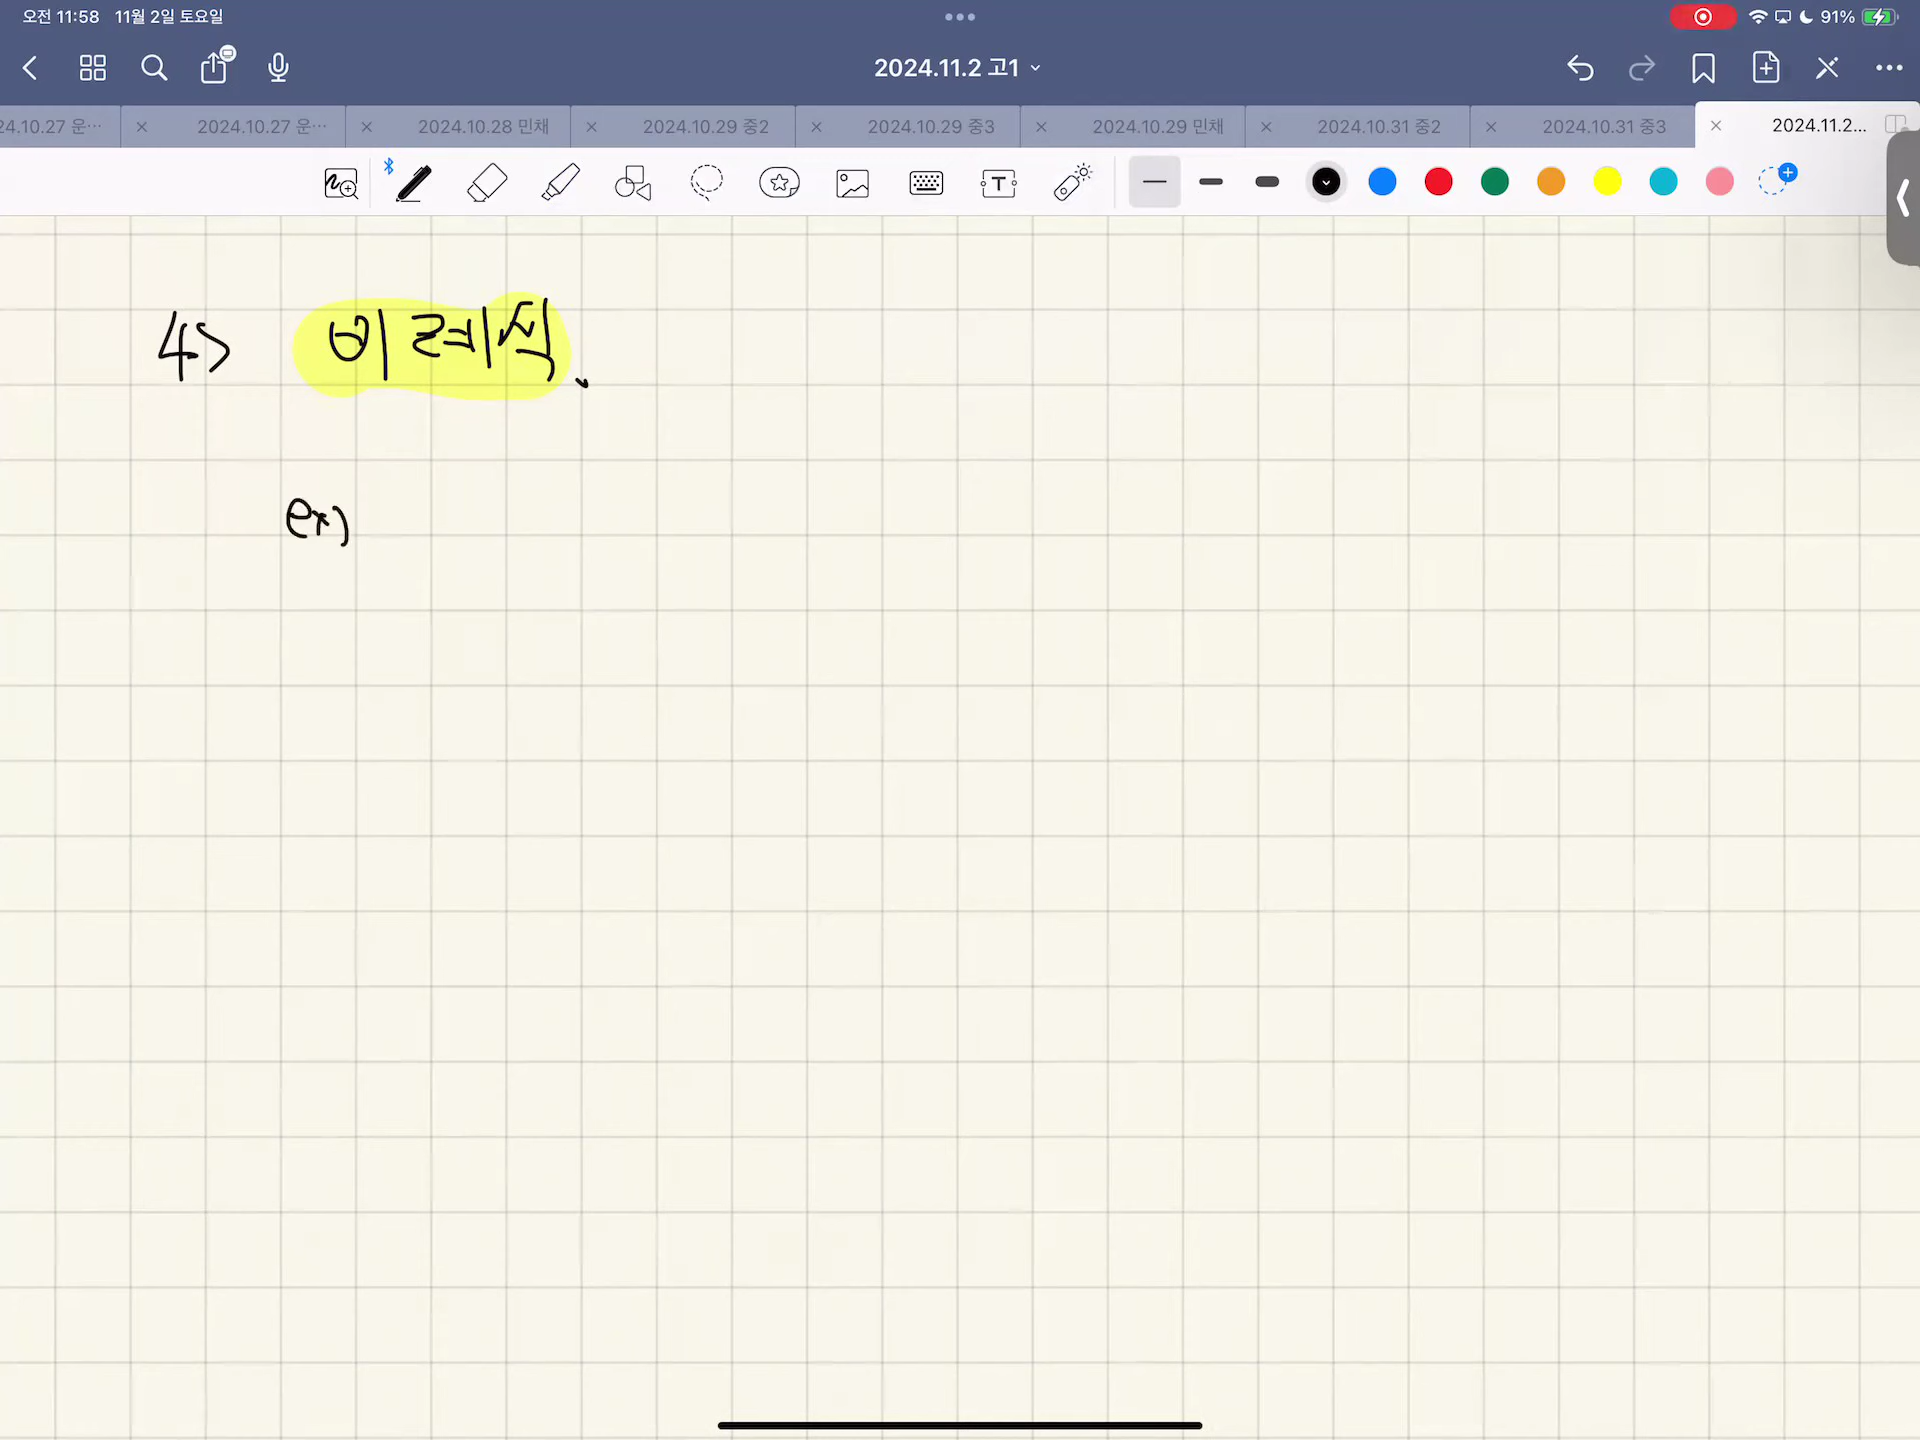 오전 11:58 11월 2일 토요일 91%
2024.11.2 고1
24.10.27 운··· 2024.10.27 운··· 2024.10.28 민채 2024.10.29 중2 2024.10.29 중3 2024.10.29 민채 2024.10.31 중2 2024.10.31 중3 2024.11.2...
T
4> 비례식.
ex)